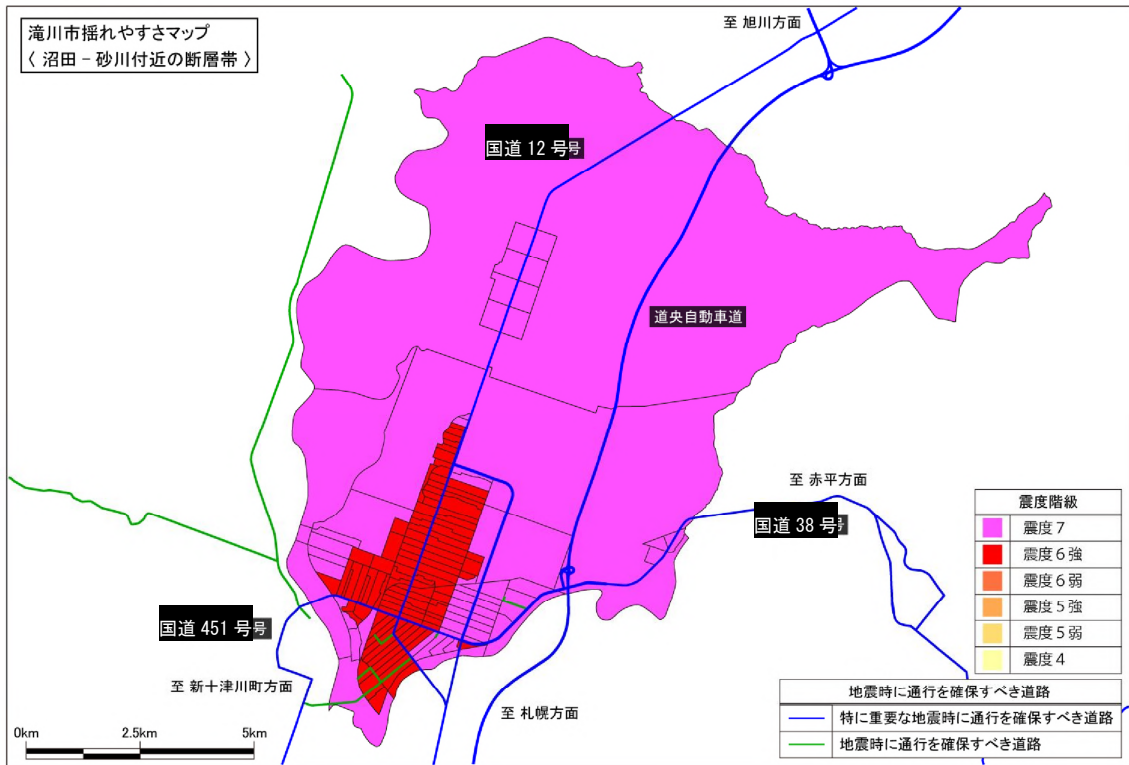 滝川市揺れやすさマップ
〈 沼田 - 砂川付近の断層帯 〉
至 旭川方面
国道 12 号号
道央自動車道
至 赤平方面
国道 38 号号
国道 451 号号
至 新十津川町方面
至 札幌方面
0km 2.5km 5km
震度階級
震度 7
震度 6 強
震度 6 弱
震度 5 強
震度 5 弱
震度 4
地震時に通行を確保すべき道路
特に重要な地震時に通行を確保すべき道路
地震時に通行を確保すべき道路